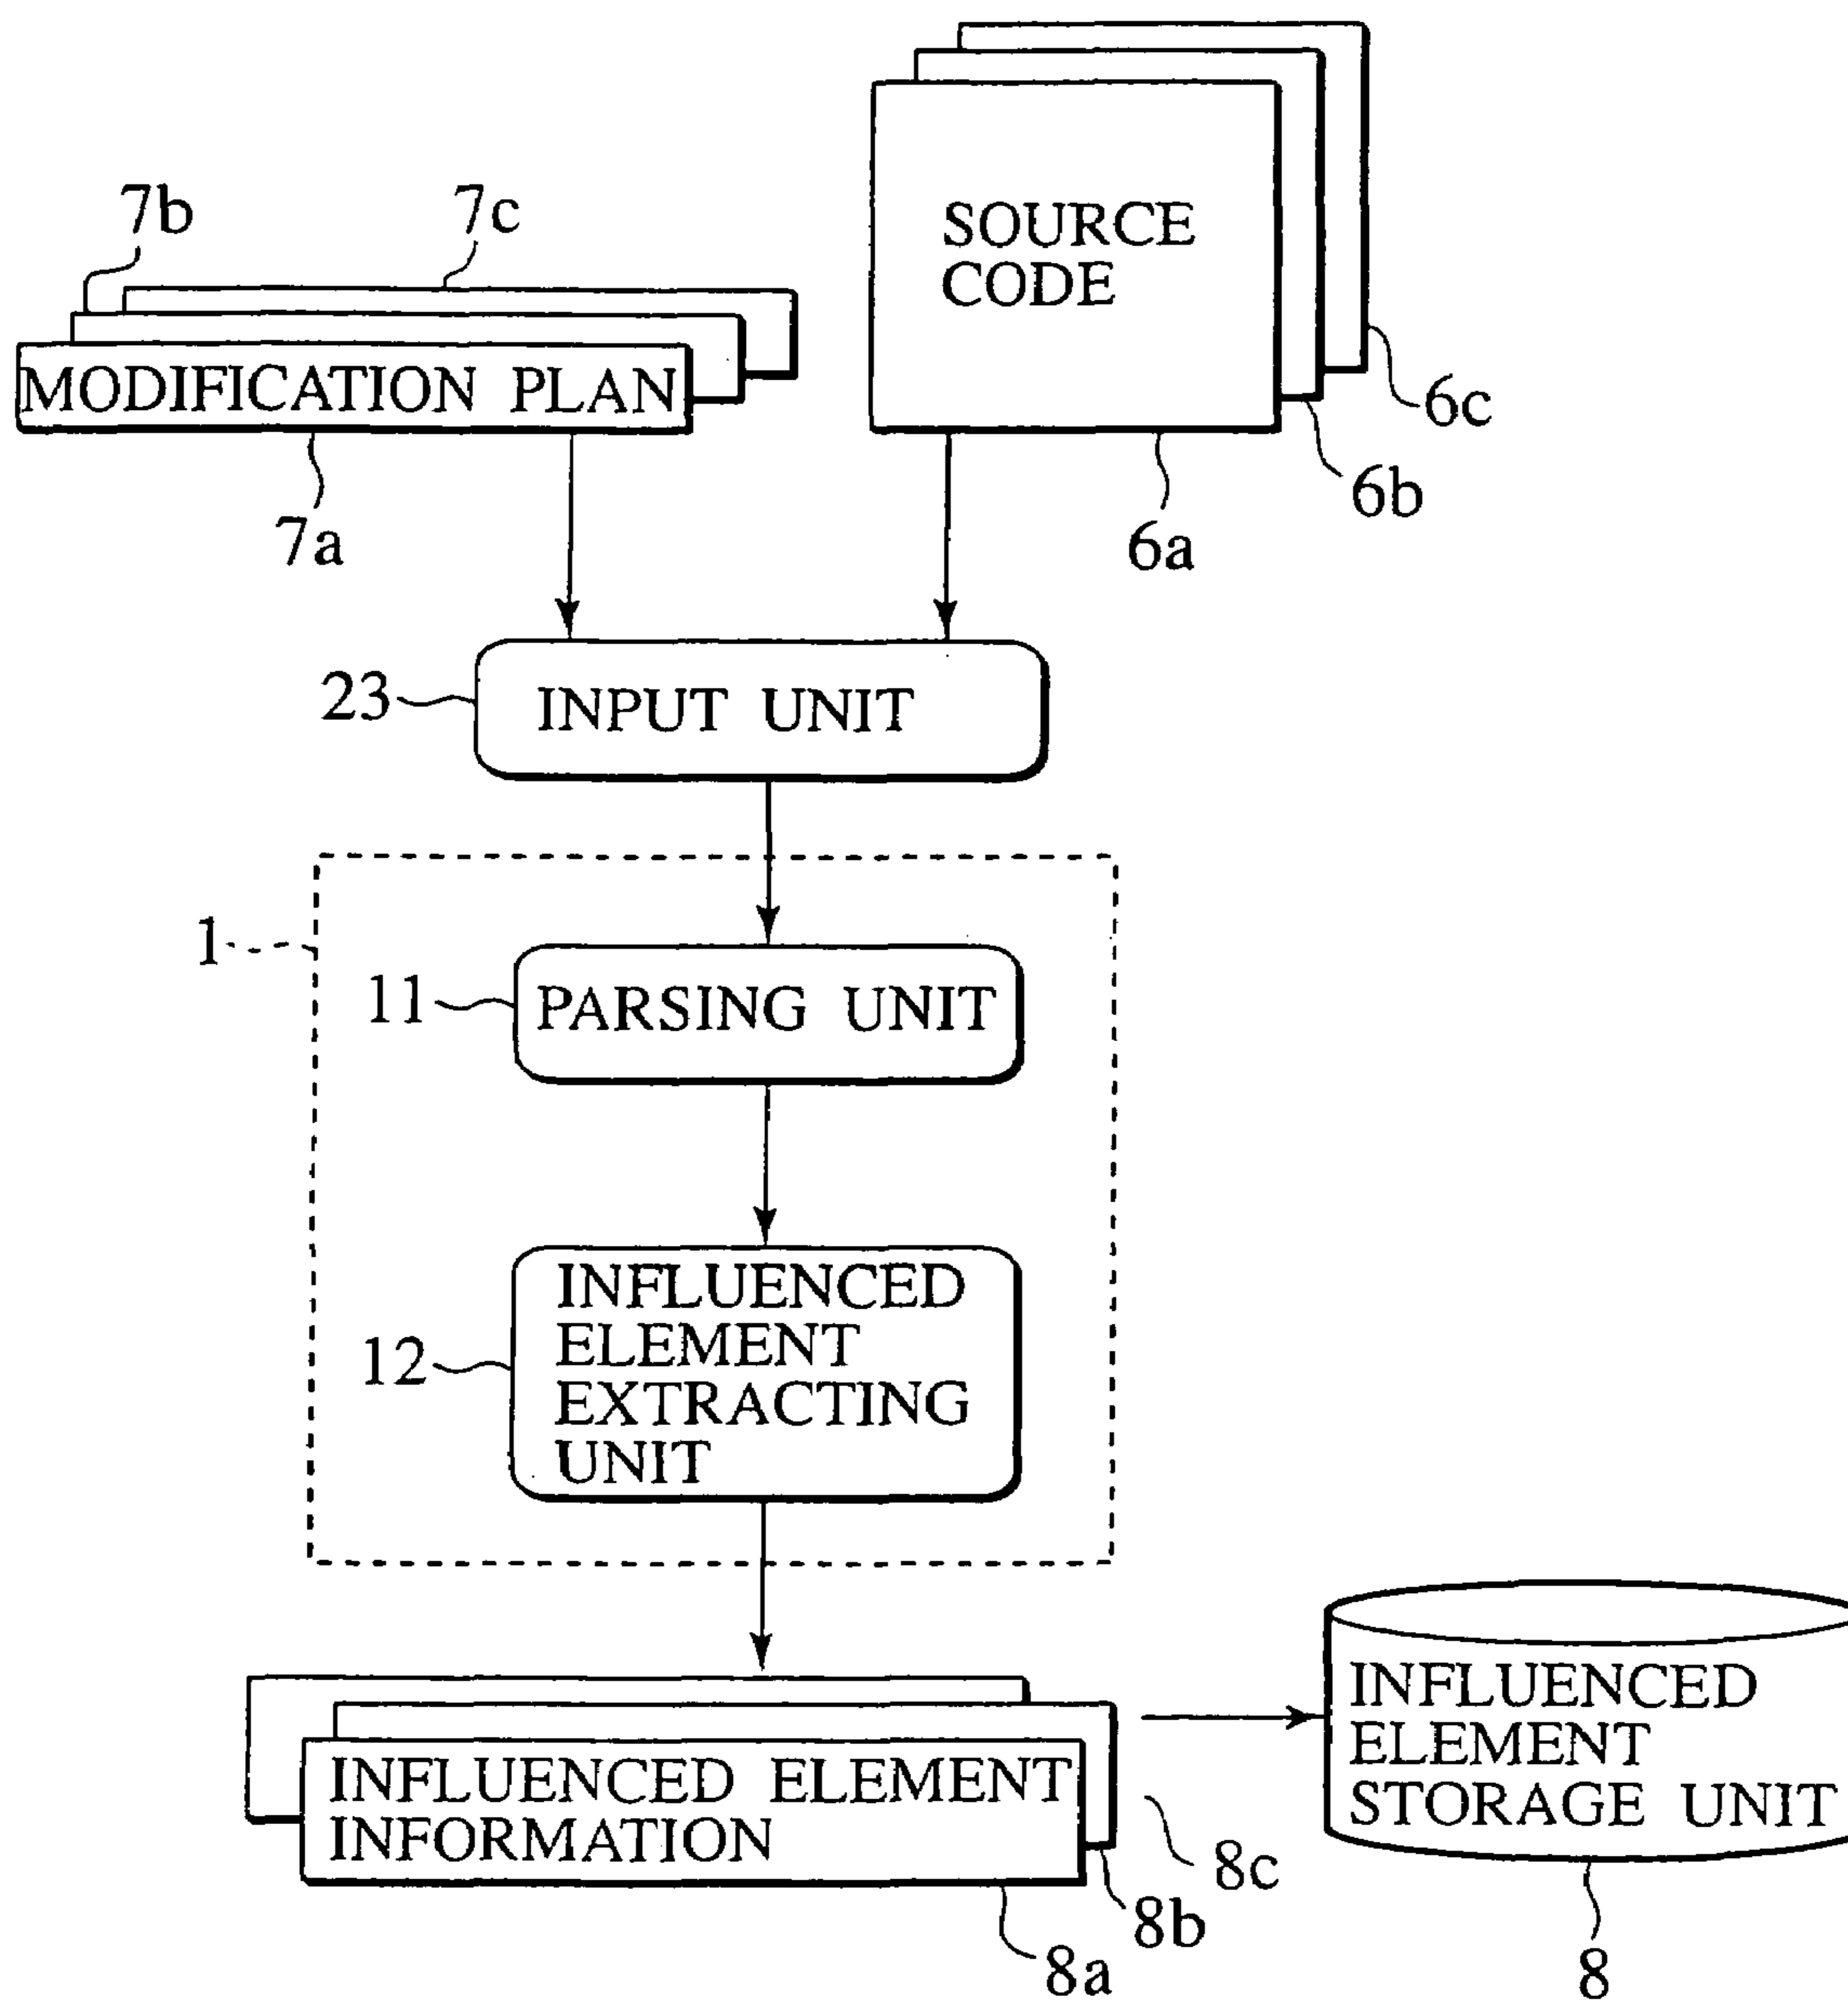 7b
7c
SOURCE
CODE
MODIFICATION PLAN
6c
6b
7a
6a
23
INPUT UNIT
1
11
PARSING UNIT
12
INFLUENCED
ELEMENT
EXTRACTING
UNIT
INFLUENCED ELEMENT
INFORMATION
8c
8b
8a
INFLUENCED
ELEMENT
STORAGE UNIT
8